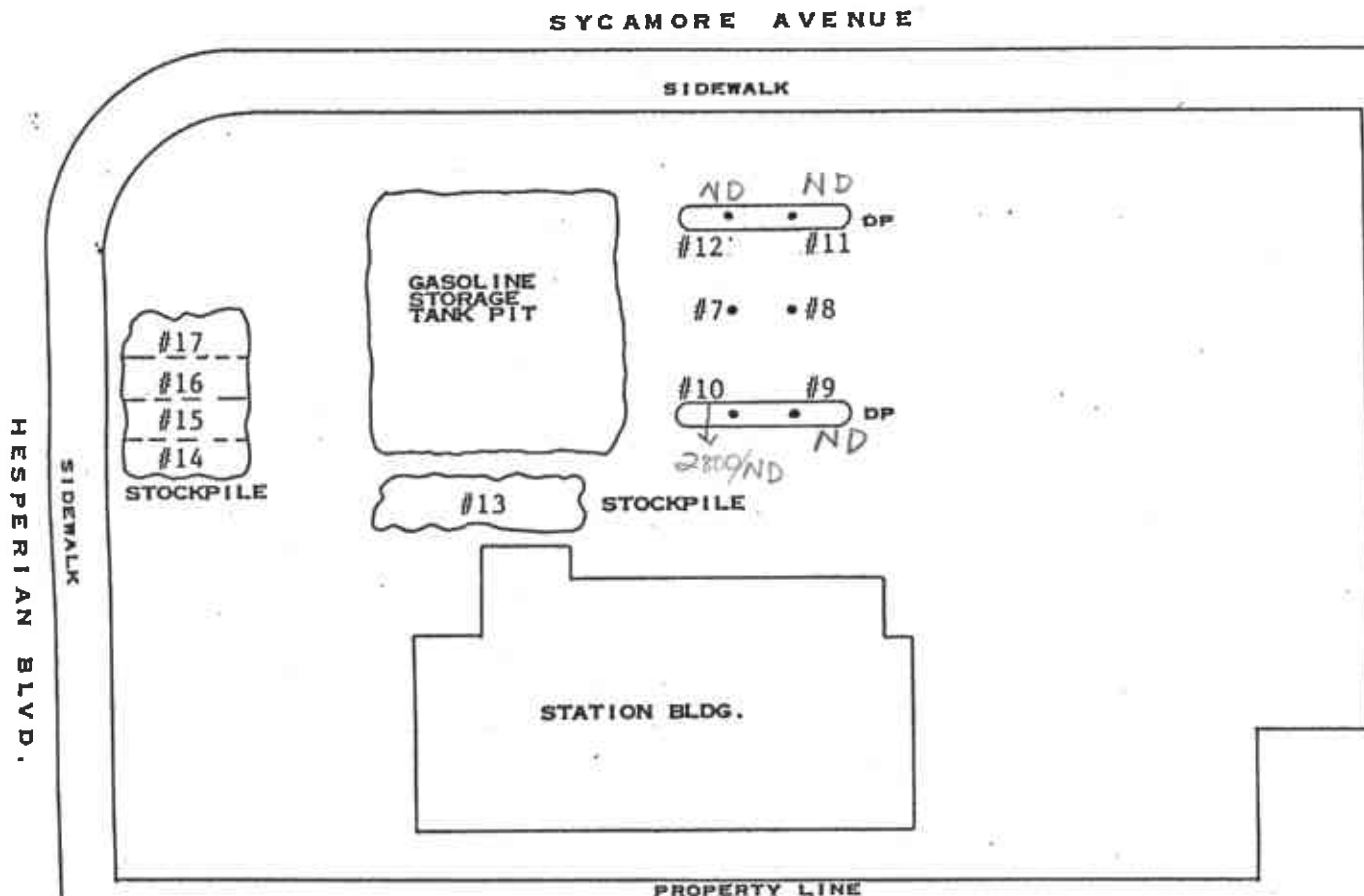 SYCAMORE AVENUE
SIDEWALK
ND ND
DP
#12 #11
GASOLINE
STORAGE
TANK PIT
#7 #8
#17
#16
#15
#14
STOCKPILE
#10 #9
DP
ND
2800/ND
#13
STOCKPILE
HESPERIAN BLVD.
SIDEWALK
STATION BLDG.
PROPERTY LINE